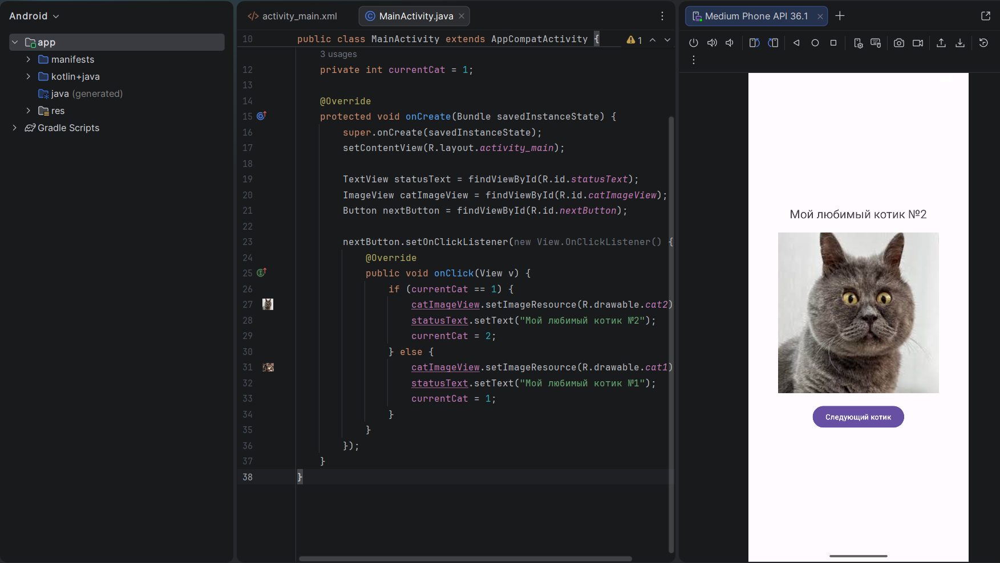 Android
app
manifests
kotlin+java
java (generated)
res
Gradle Scripts
</> activity_main.xml
MainActivity.java
10 public class MainActivity extends AppCompatActivity {
1
3 usages
12 private int currentCat = 1;
13
14 @Override
15 protected void onCreate(Bundle savedInstanceState) {
16 super.onCreate(savedInstanceState);
17 setContentView(R.layout.activity_main);
18
19 TextView statusText = findViewById(R.id.statusText);
20 ImageView catImageView = findViewById(R.id.catImageView);
21 Button nextButton = findViewById(R.id.nextButton);
22
23 nextButton.setOnClickListener(new View.OnClickListener() {
24 @Override
25 public void onClick(View v) {
26 if (currentCat == 1) {
27 catImageView.setImageResource(R.drawable.cat2)
28 statusText.setText("Мой любимый котик №2");
29 currentCat = 2;
30 } else {
31 catImageView.setImageResource(R.drawable.cat1)
32 statusText.setText("Мой любимый котик №1");
33 currentCat = 1;
34 }
35 }
36 });
37 }
38 }
Medium Phone API 36.1
Мой любимый котик №2
Следующий котик